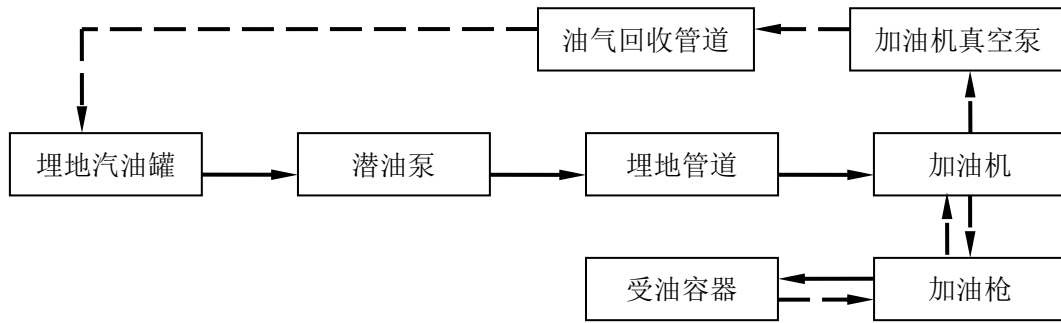 油气回收管道
加油机真空泵
埋地汽油罐
潜油泵
埋地管道
加油机
受油容器
加油枪